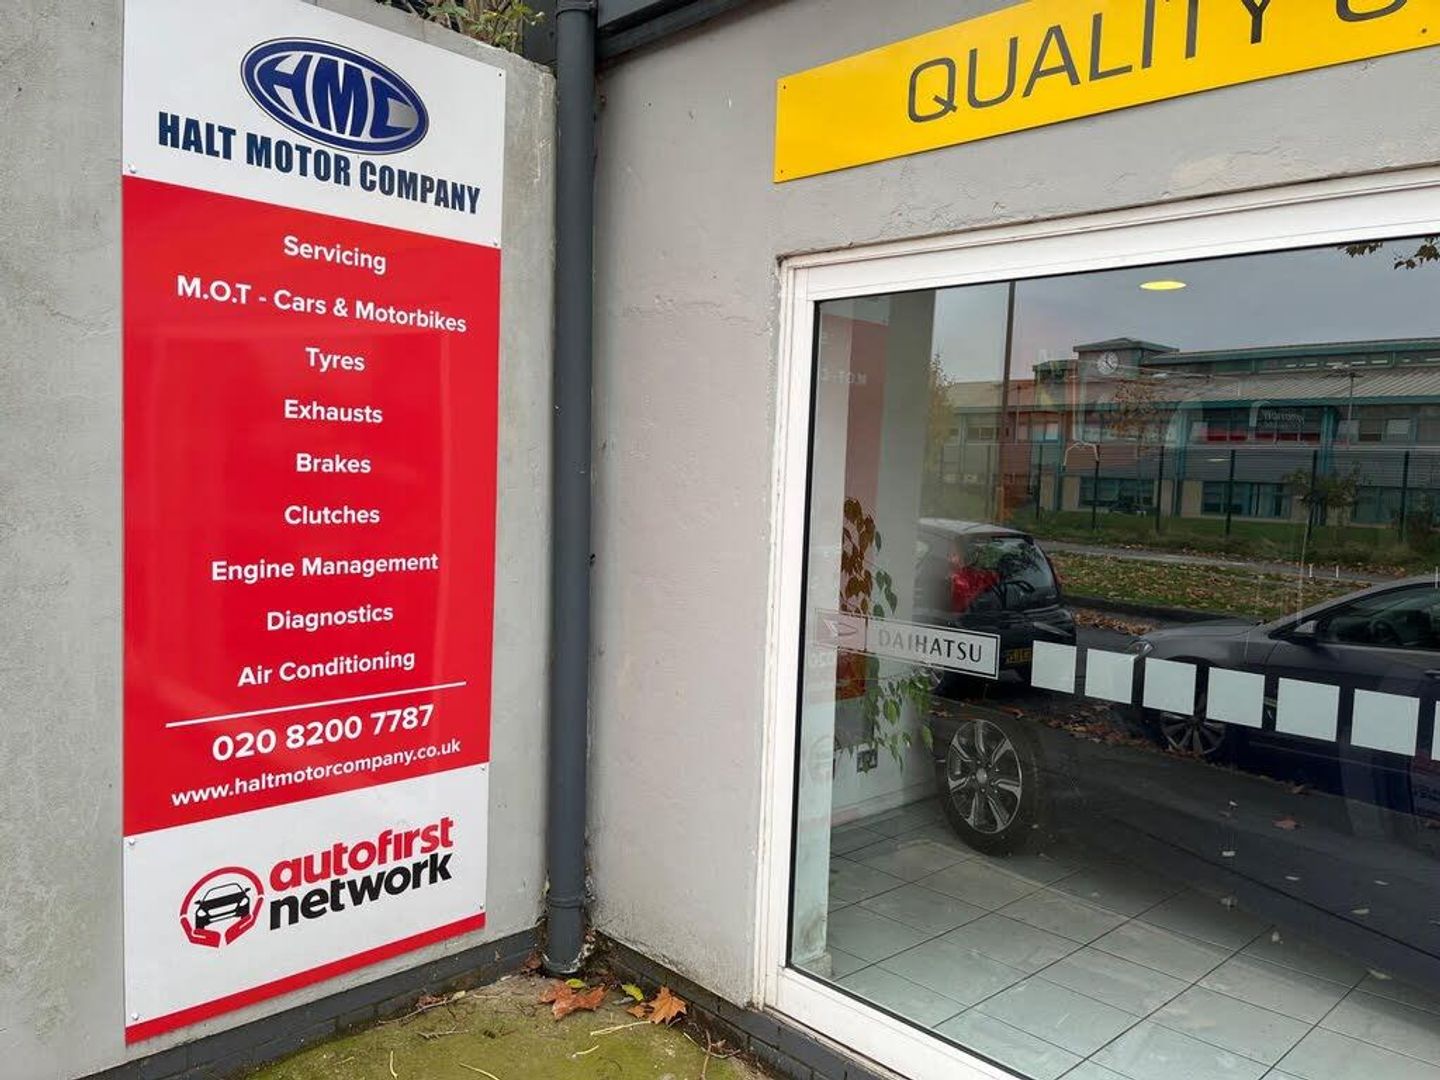 HMC
HALT MOTOR COMPANY
Servicing
M.O.T - Cars & Motorbikes
Tyres
Exhausts
Brakes
Clutches
Engine Management
Diagnostics
Air Conditioning
020 8200 7787
www.haltmotorcompany.co.uk
autofirst
network
QUALITY
DAIHATSU